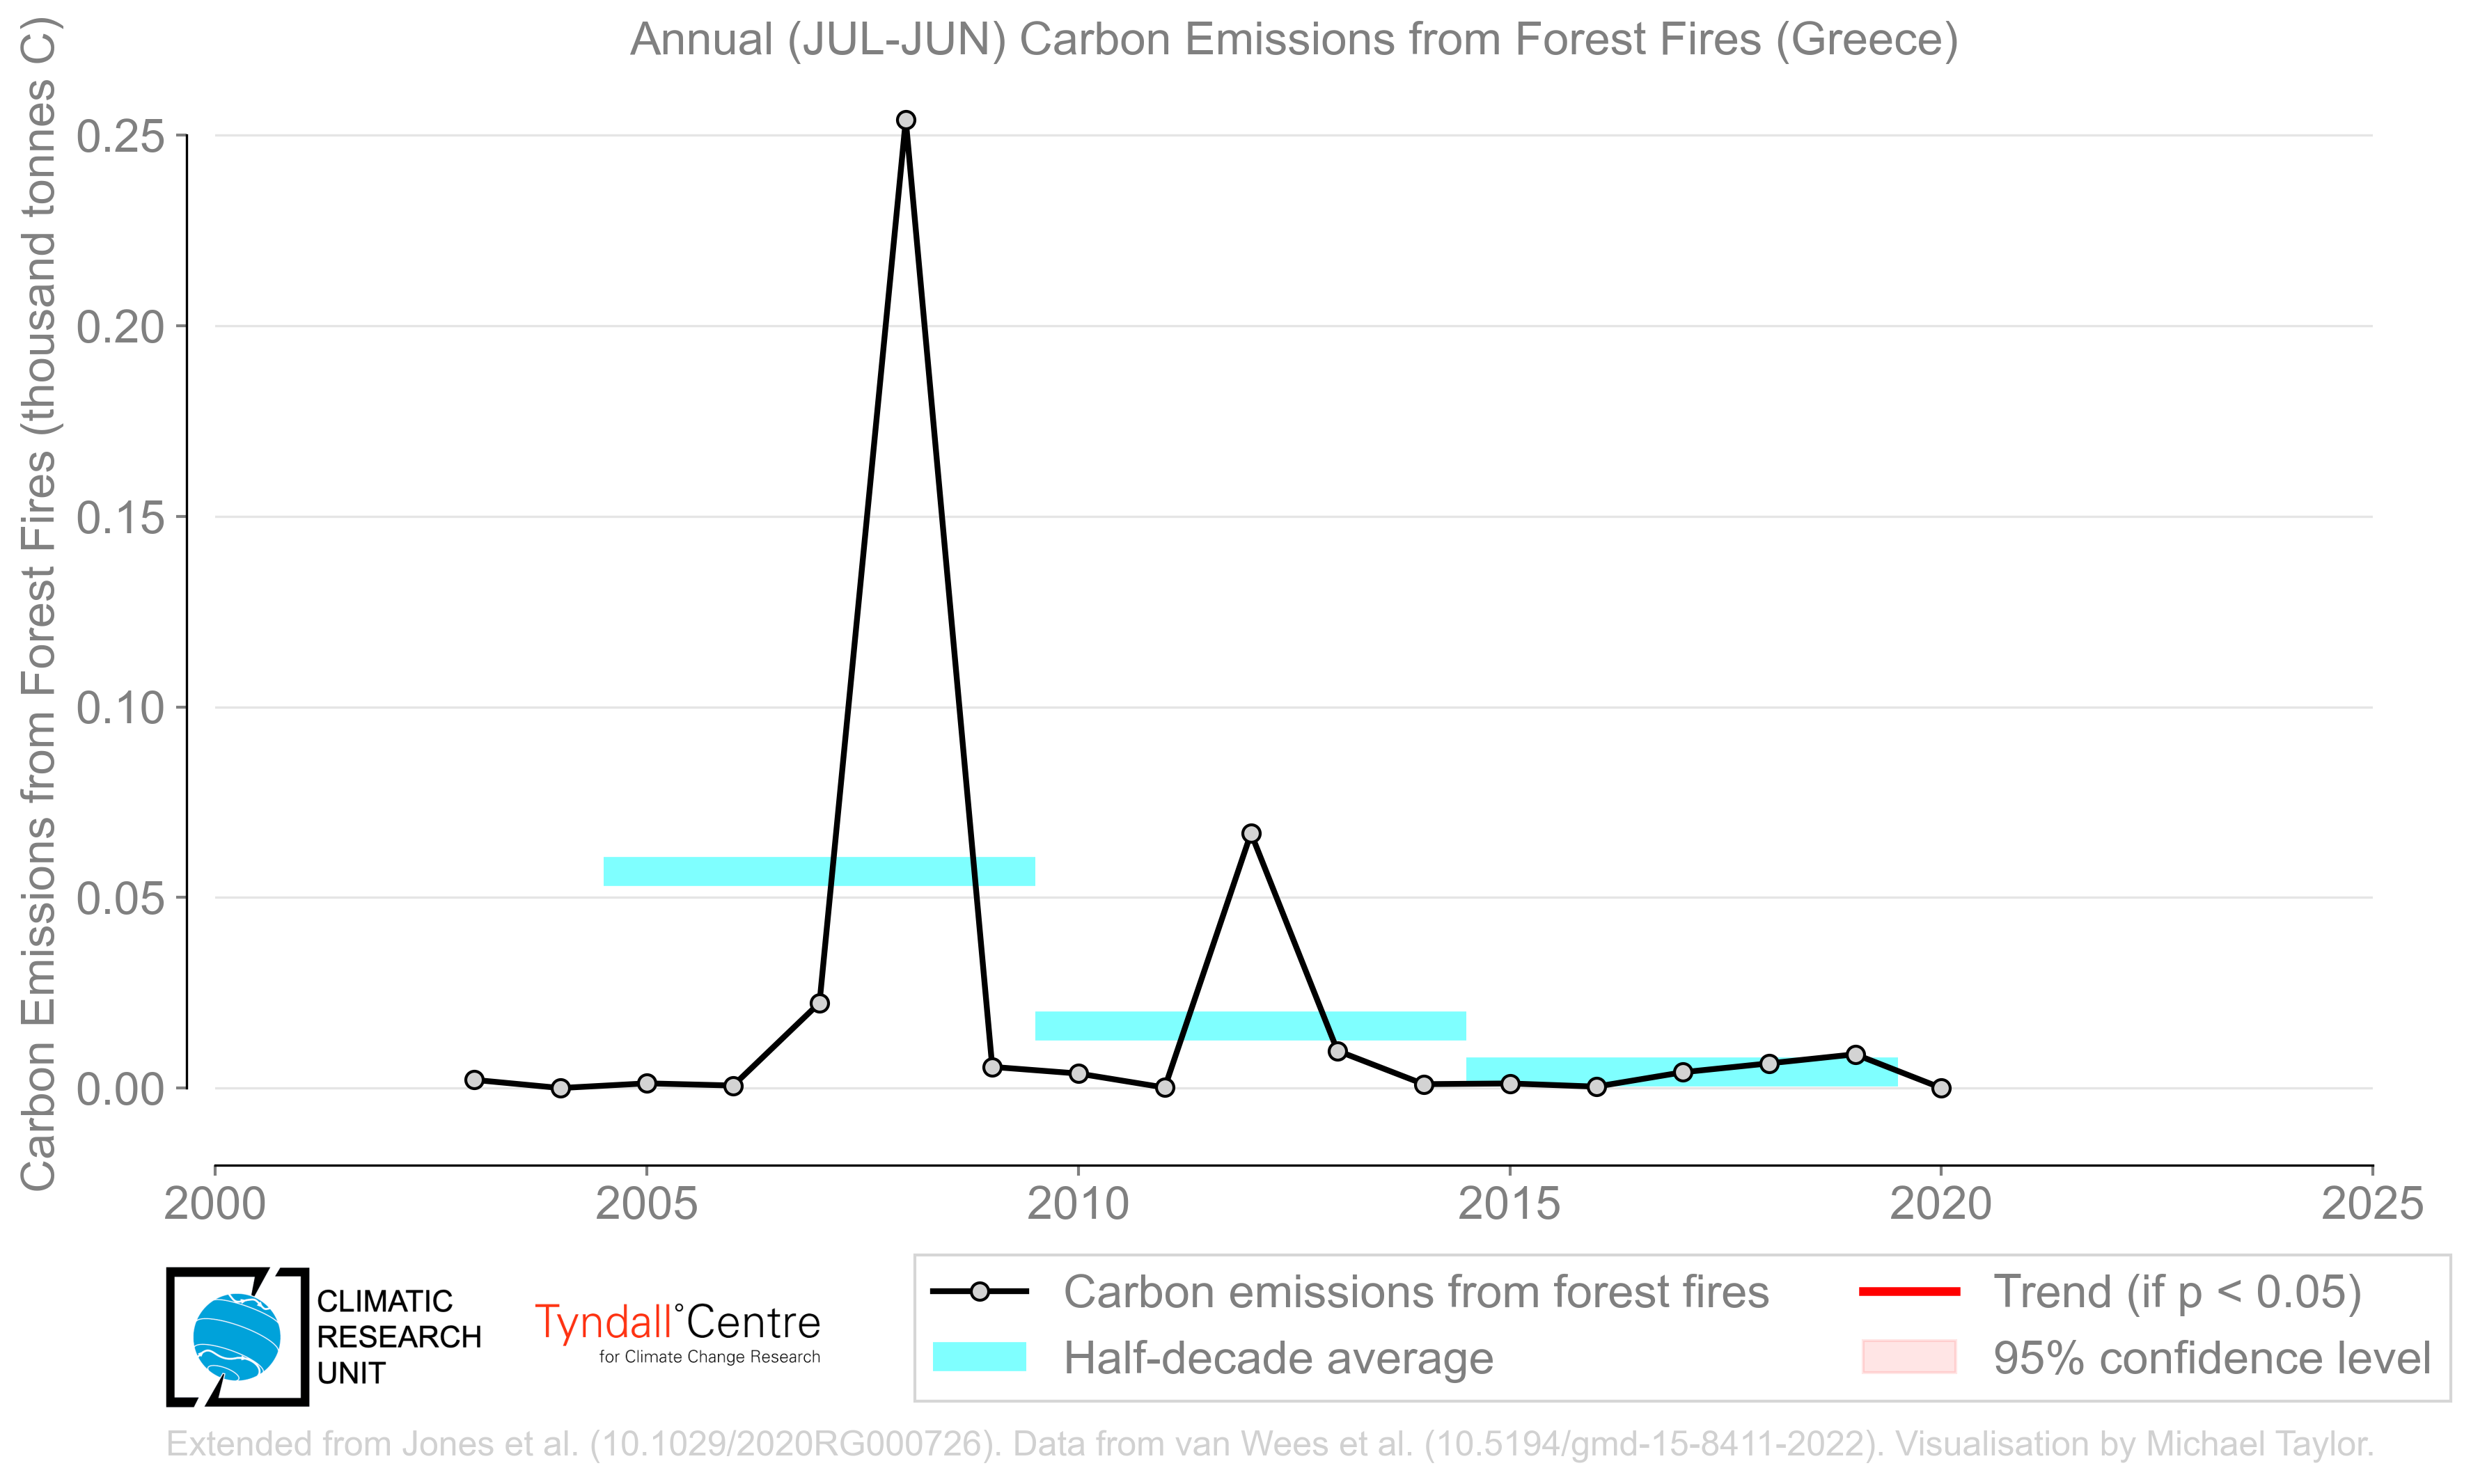 Annual (JUL-JUN) Carbon Emissions from Forest Fires (Greece)
Carbon Emissions from Forest Fires (thousand tonnes C)
0.25
0.20
0.15
0.10
0.05
0.00
2000 2005 2010 2015 2020 2025
CLIMATIC
RESEARCH
UNIT
Tyndall°Centre
for Climate Change Research
Carbon emissions from forest fires
Half-decade average
Trend (if p < 0.05)
95% confidence level
Extended from Jones et al. (10.1029/2020RG000726). Data from van Wees et al. (10.5194/gmd-15-8411-2022). Visualisation by Michael Taylor.